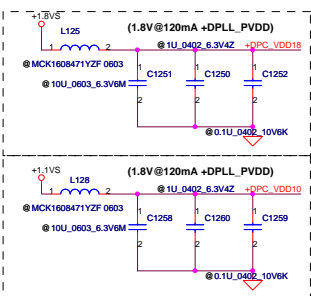 +1.8VS
L125
(1.8V@120mA +DPLL_PVDD)
1 2
@1U_0402_6.3V4Z +DPC_VDD18
@MCK1608471YZF 0603
@10U_0603_6.3V6M
1 C1251 1 C1250 1 C1252
2 2 2
@0.1U_0402_10V6K
+1.1VS
L128
(1.8V@120mA +DPLL_PVDD)
1 2
@1U_0402_6.3V4Z +DPC_VDD10
@MCK1608471YZF 0603
@10U_0603_6.3V6M
1 C1258 1 C1260 1 C1259
2 2 2
@0.1U_0402_10V6K